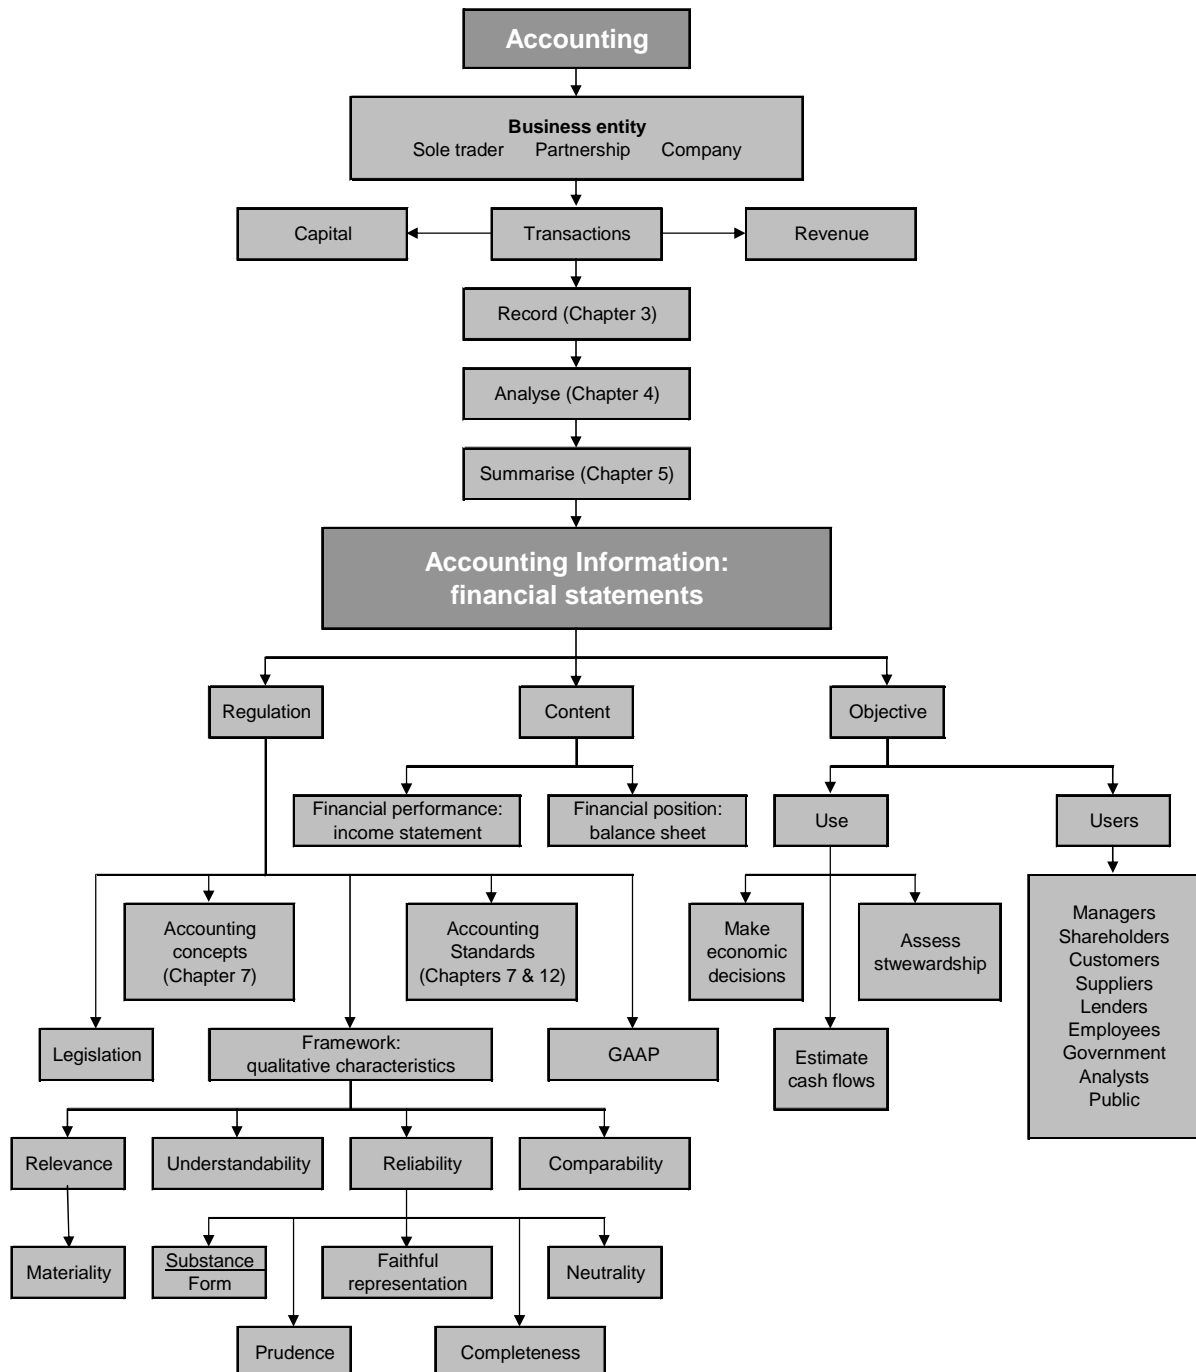 Accounting
Business entity
Sole trader Partnership Company
Capital
Transactions
Revenue
Record (Chapter 3)
Analyse (Chapter 4)
Summarise (Chapter 5)
Accounting Information:
financial statements
Regulation
Content
Objective
Financial performance:
income statement
Financial position:
balance sheet
Use
Users
Accounting
concepts
(Chapter 7)
Accounting
Standards
(Chapters 7 & 12)
Make
economic
decisions
Assess
stwewardship
Managers
Shareholders
Customers
Suppliers
Lenders
Employees
Government
Analysts
Public
Legislation
Framework:
qualitative characteristics
GAAP
Estimate
cash flows
Relevance
Understandability
Reliability
Comparability
Materiality
Substance
Form
Faithful
representation
Neutrality
Prudence
Completeness